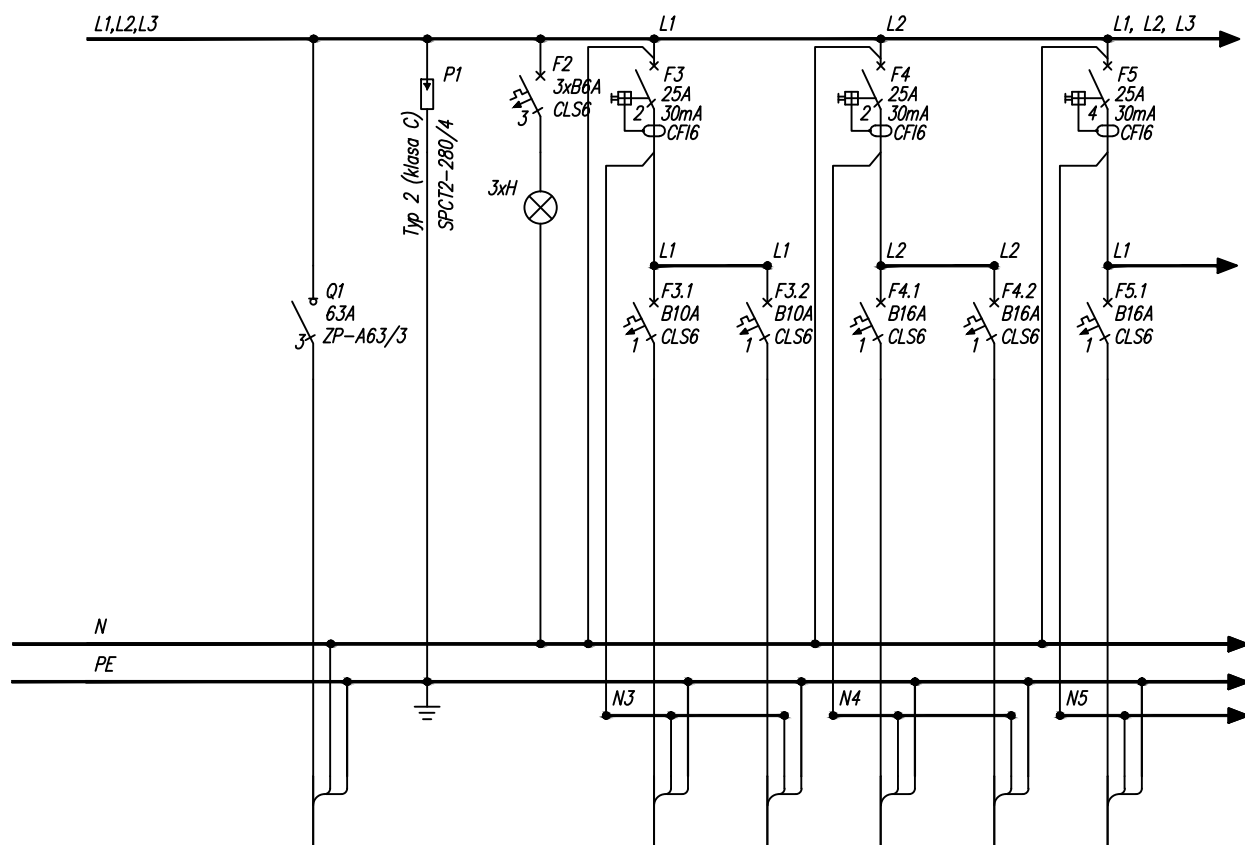 L1,L2,L3
L1
L2
L1, L2, L3
P1
Typ 2 (klasa C)
SPCT2-280/4
F2
3xB6A
CLS6
3
3xH
F3
25A
30mA
2
CFI6
F4
25A
30mA
2
CFI6
F5
25A
30mA
4
CFI6
L1
L1
L2
L2
L1
Q1
63A
ZP-A63/3
3
F3.1
B10A
CLS6
1
F3.2
B10A
CLS6
1
F4.1
B16A
CLS6
1
F4.2
B16A
CLS6
1
F5.1
B16A
CLS6
1
N
PE
N3
N4
N5